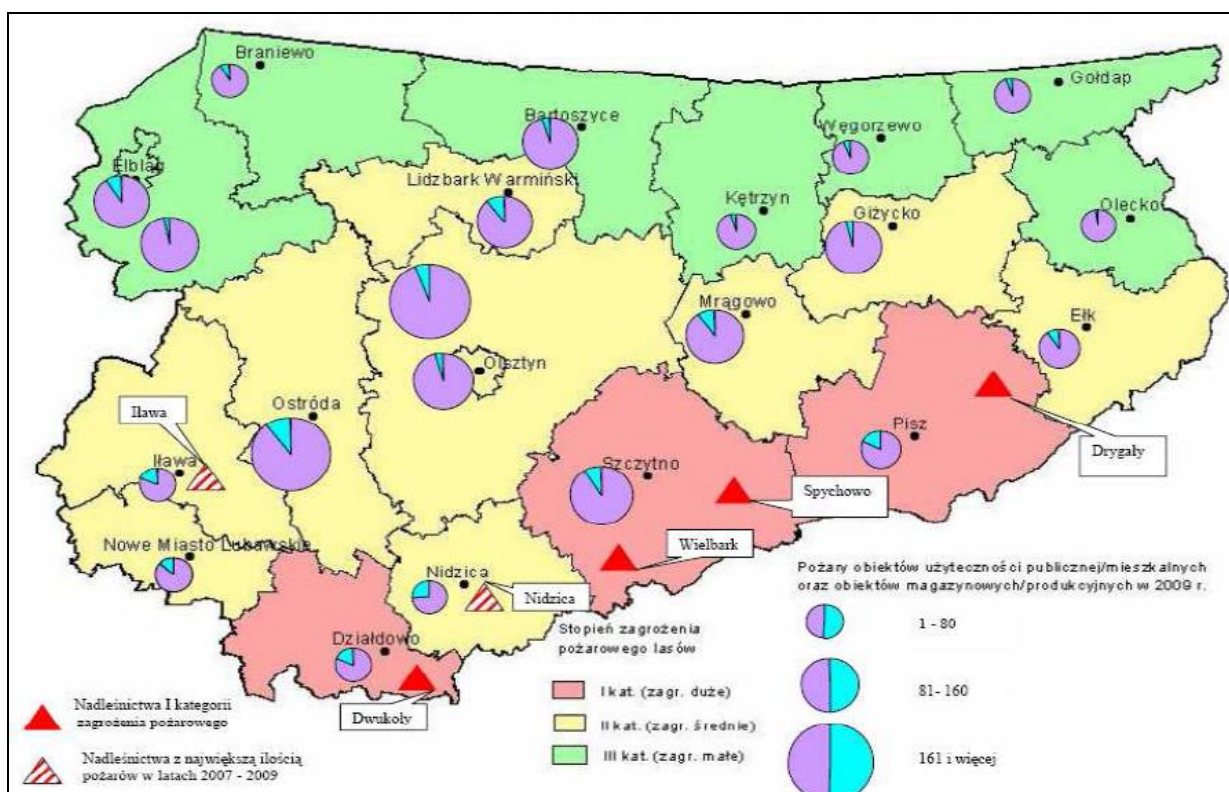 Braniewo
Gołdap
Bartoszyce
Węgorzewo
Elbląg
Lidzbark Warmiński
Kętrzyn
Giżycko
Olecko
Mrągowo
Ełk
Olsztyn
Ostróda
Iława
Pisz
Drygały
Iława
Szczytno
Spychowo
Wielbark
Nowe Miasto Lubawskie
Nidzica
Nidzica
Działdowo
Dwukoły
Pożary obiektów użyteczności publicznej/mieszkalnych
oraz obiektów magazynowych/produkcyjnych w 2009 r.
1 - 80
81- 160
161 i więcej
Stopień zagrożenia
pożarowego lasów
I kat. (zagr. duże)
II kat. (zagr. średnie)
III kat. (zagr. małe)
Nadleśnictwa I kategorii
zagrożenia pożarowego
Nadleśnictwa z największą ilością
pożarów w latach 2007 - 2009